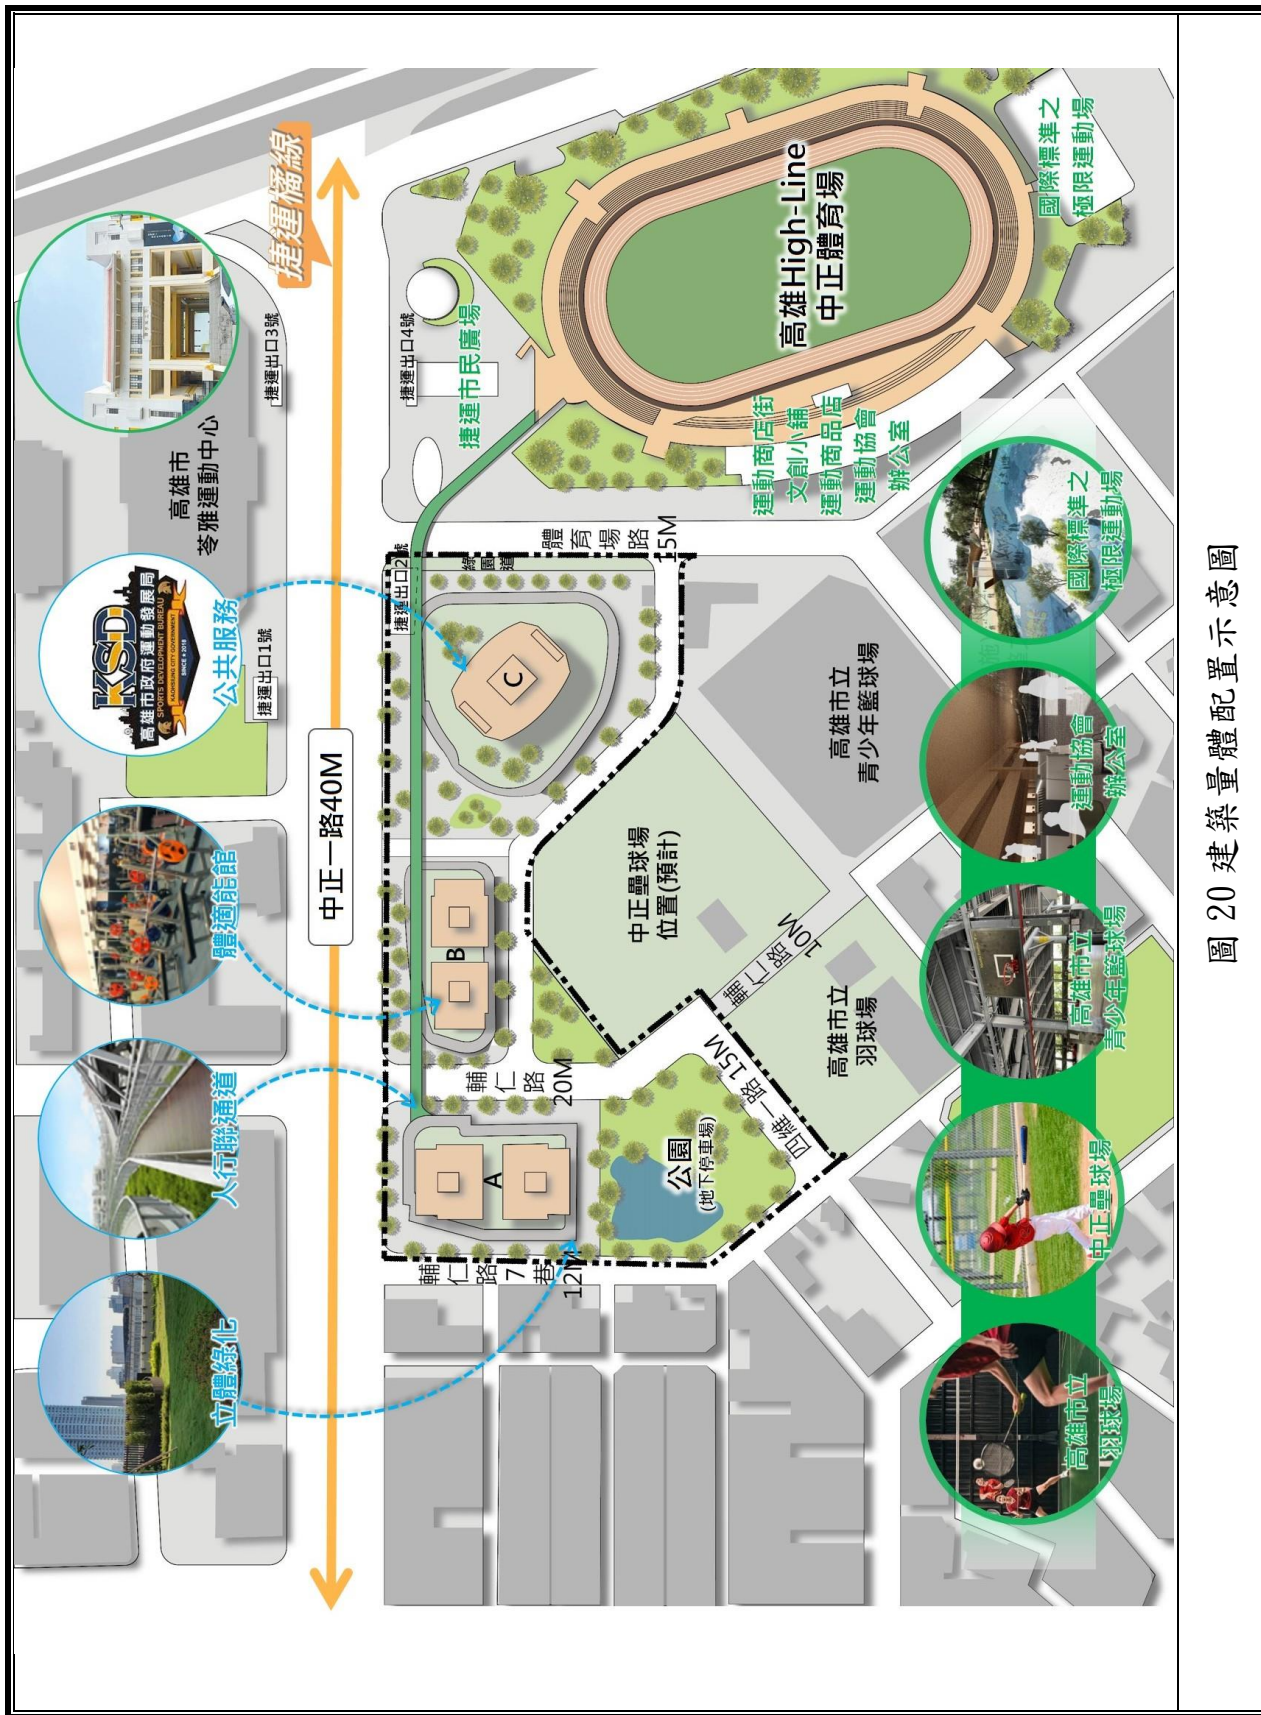 捷運橘線
中正一路40M
高雄市
苓雅運動中心
捷運出口3號
KSD
高雄市政府運動發展局
SPORTS DEVELOPMENT BUREAU
KAOHSIUNG CITY GOVERNMENT
SINCE★2018
公共服務
捷運出口1號
體適能館
人行聯通道
立體綠化
捷運出口4號
捷運市民廣場
捷運出口2號
綠
園
道
體
育
場
路
15M
高雄High-Line
中正體育場
國際標準之
極限運動場
運動商店街
文創小舖
運動商品店
運動協會
辦公室
C
B
A
輔
仁
路
20M
輔
仁
路
7
巷
12M
公園
(地下停車場)
四維一路 15M
輔仁路
10M
中正壘球場
位置(預計)
高雄市立
青少年籃球場
高雄市立
羽球場
高雄市立
羽球場
中正壘球場
高雄市立
青少年籃球場
運動協會
辦公室
國際標準之
極限運動場
圖 20 建築量體配置示意圖